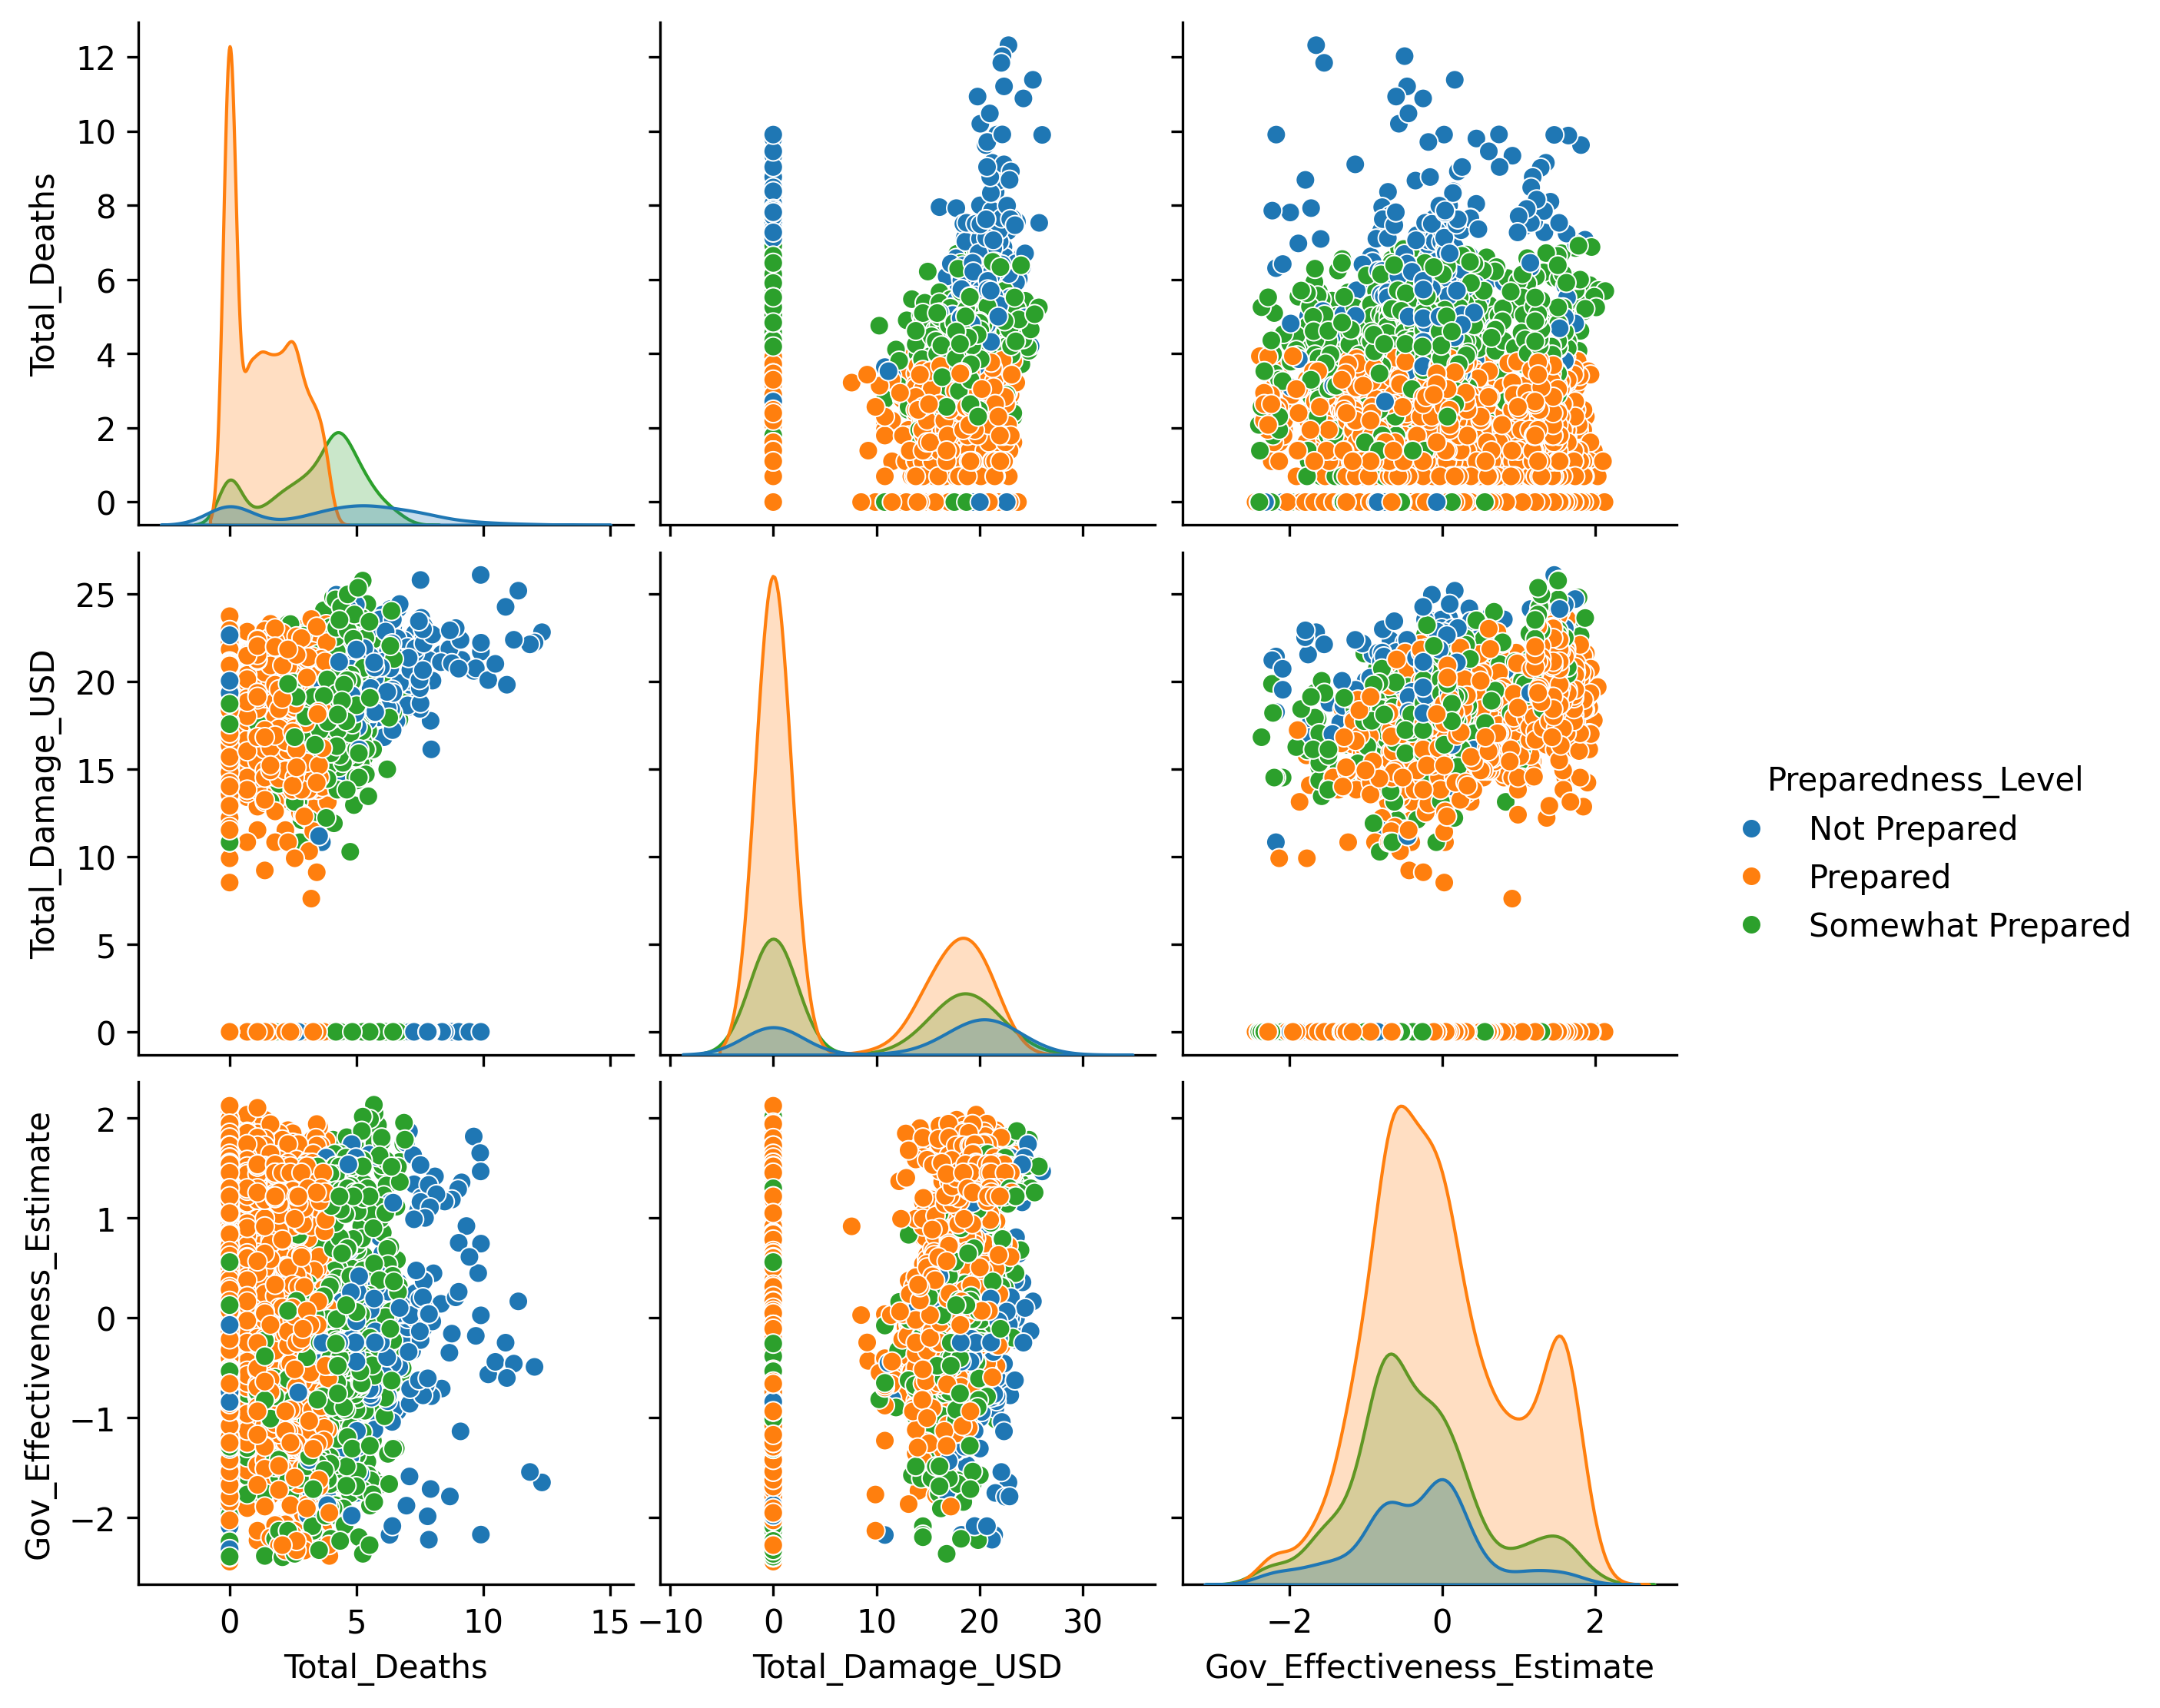 12
10
8
6
4
2
0
Total_Deaths
25
20
15
10
5
0
Total_Damage_USD
Preparedness_Level
Not Prepared
Prepared
Somewhat Prepared
2
1
0
−1
−2
Gov_Effectiveness_Estimate
0 5 10 15
−10 0 10 20 30
−2 0 2
Total_Deaths
Total_Damage_USD
Gov_Effectiveness_Estimate